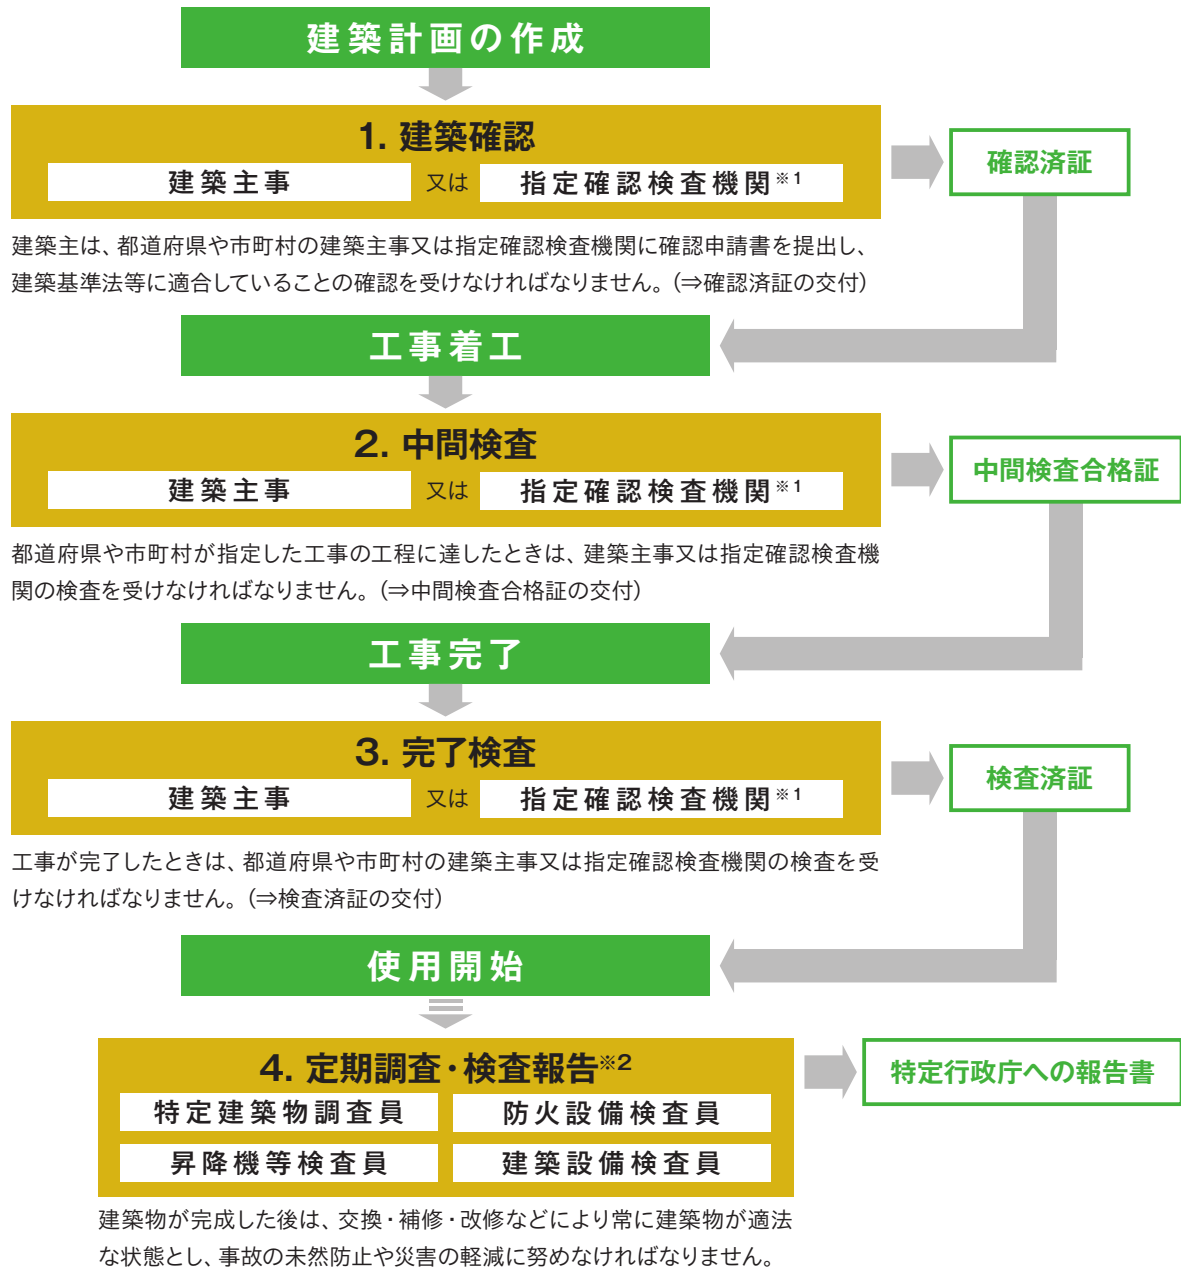 建築計画の作成
1. 建築確認
建築主事 又は 指定確認検査機関※1
確認済証
建築主は、都道府県や市町村の建築主事又は指定確認検査機関に確認申請書を提出し、
建築基準法等に適合していることの確認を受けなければなりません。（⇒確認済証の交付）
工事着工
2. 中間検査
建築主事 又は 指定確認検査機関※1
中間検査合格証
都道府県や市町村が指定した工事の工程に達したときは、建築主事又は指定確認検査機
関の検査を受けなければなりません。（⇒中間検査合格証の交付）
工事完了
3. 完了検査
建築主事 又は 指定確認検査機関※1
検査済証
工事が完了したときは、都道府県や市町村の建築主事又は指定確認検査機関の検査を受
けなければなりません。（⇒検査済証の交付）
使用開始
4. 定期調査・検査報告※2
特定建築物調査員 防火設備検査員
昇降機等検査員 建築設備検査員
特定行政庁への報告書
建築物が完成した後は、交換・補修・改修などにより常に建築物が適法
な状態とし、事故の未然防止や災害の軽減に努めなければなりません。